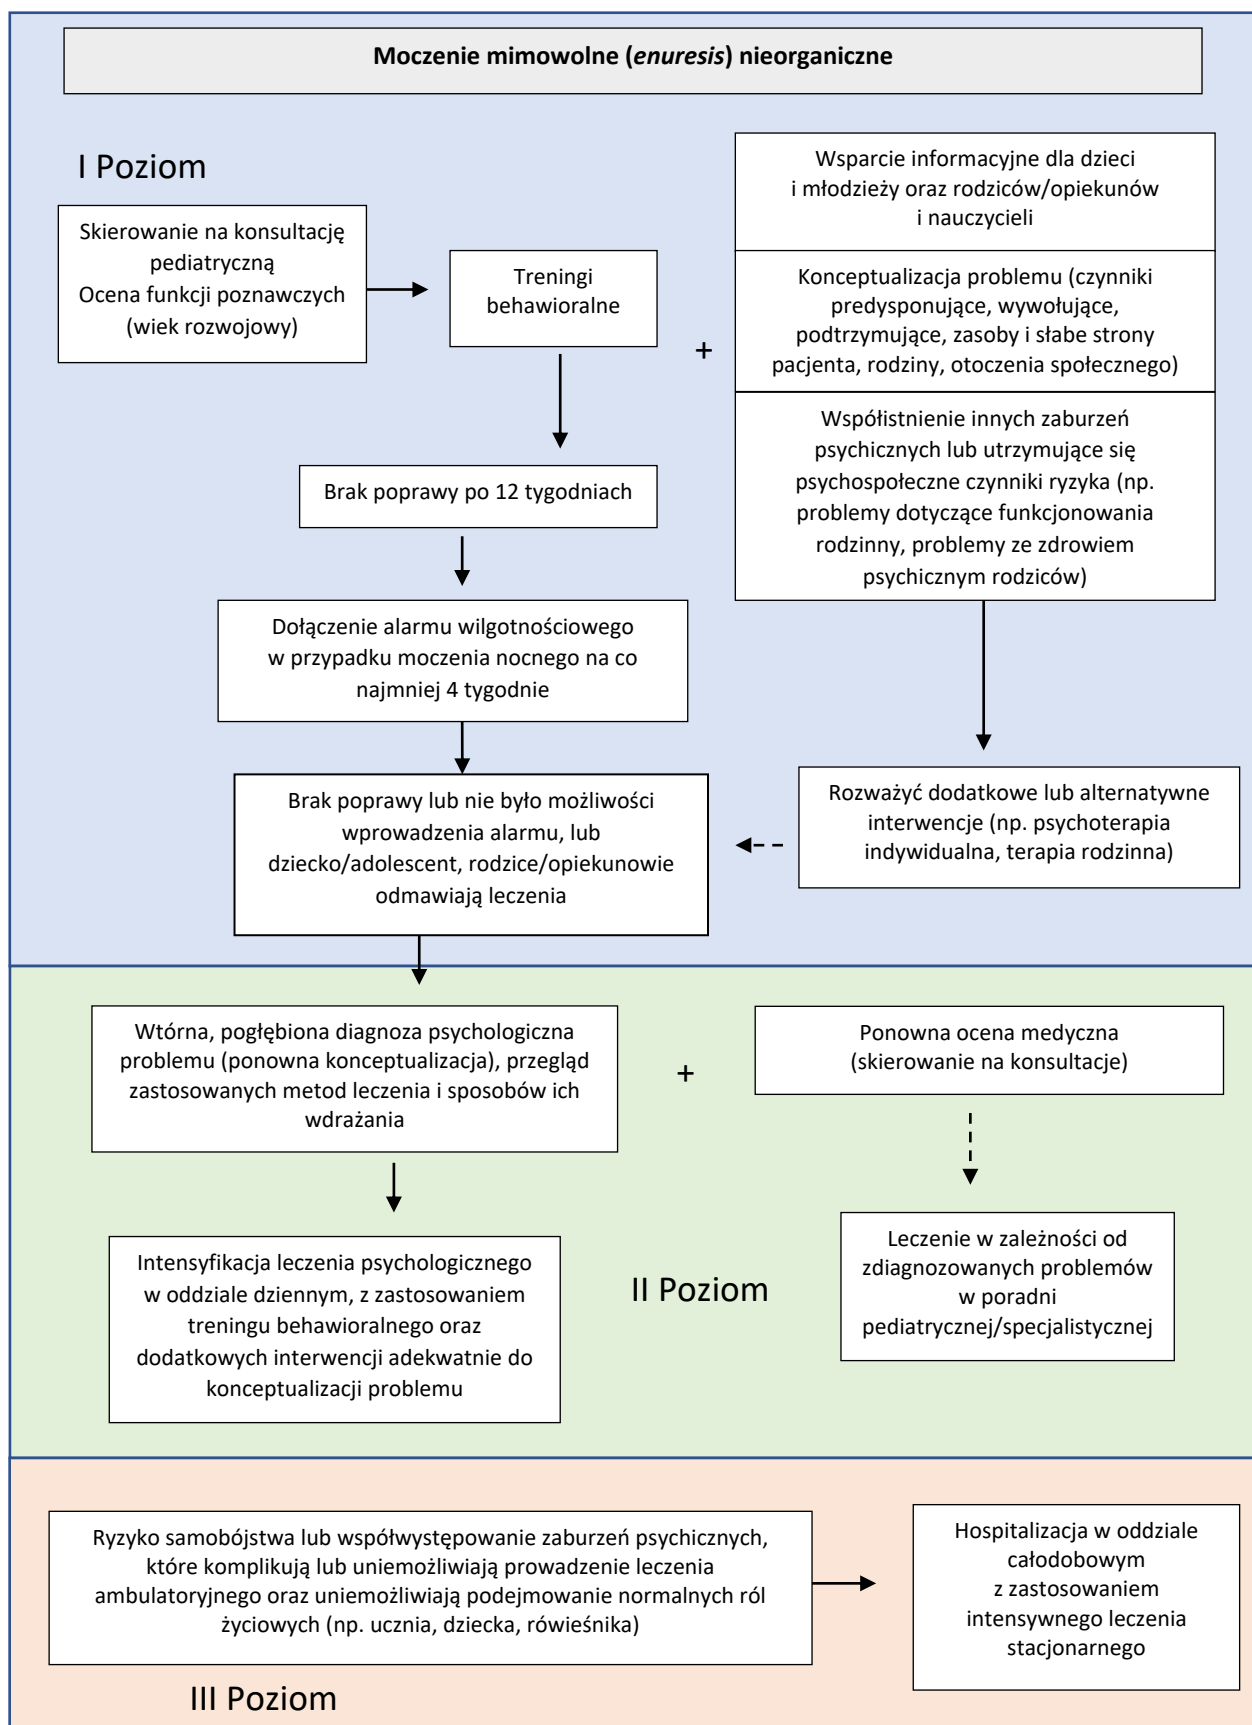 Moczenie mimowolne (enuresis) nieorganiczne
I Poziom
Skierowanie na konsultację
pediatryczną
Ocena funkcji poznawczych
(wiek rozwojowy)
Treningi
behawioralne
+
Wsparcie informacyjne dla dzieci
i młodzieży oraz rodziców/opiekunów
i nauczycieli
Konceptualizacja problemu (czynniki
predysponujące, wywołujące,
podtrzymujące, zasoby i słabe strony
pacjenta, rodziny, otoczenia społecznego)
Współistnienie innych zaburzeń
psychicznych lub utrzymujące się
psychospołeczne czynniki ryzyka (np.
problemy dotyczące funkcjonowania
rodzinny, problemy ze zdrowiem
psychicznym rodziców)
Brak poprawy po 12 tygodniach
Dołączenie alarmu wilgotnościowego
w przypadku moczenia nocnego na co
najmniej 4 tygodnie
Brak poprawy lub nie było możliwości
wprowadzenia alarmu, lub
dziecko/adolescent, rodzice/opiekunowie
odmawiają leczenia
Rozważyć dodatkowe lub alternatywne
interwencje (np. psychoterapia
indywidualna, terapia rodzinna)
Wtórna, pogłębiona diagnoza psychologiczna
problemu (ponowna konceptualizacja), przegląd
zastosowanych metod leczenia i sposobów ich
wdrażania
+
Ponowna ocena medyczna
(skierowanie na konsultacje)
Intensyfikacja leczenia psychologicznego
w oddziale dziennym, z zastosowaniem
treningu behawioralnego oraz
dodatkowych interwencji adekwatnie do
konceptualizacji problemu
II Poziom
Leczenie w zależności od
zdiagnozowanych problemów
w poradni
pediatrycznej/specjalistycznej
Ryzyko samobójstwa lub współwystępowanie zaburzeń psychicznych,
które komplikują lub uniemożliwiają prowadzenie leczenia
ambulatoryjnego oraz uniemożliwiają podejmowanie normalnych ról
życiowych (np. ucznia, dziecka, rówieśnika)
Hospitalizacja w oddziale
całodobowym
z zastosowaniem
intensywnego leczenia
stacjonarnego
III Poziom